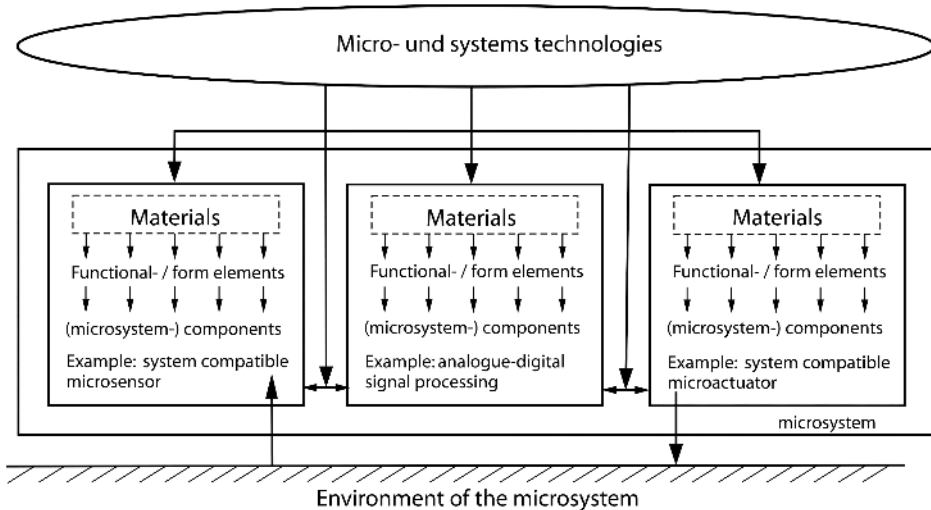 Micro- und systems technologies
Materials
Functional- / form elements
(microsystem-) components
Example: system compatible
microsensor
Materials
Functional- / form elements
(microsystem-) components
Example: analogue-digital
signal processing
Materials
Functional- / form elements
(microsystem-) components
Example: system compatible
microactuator
microsystem
Environment of the microsystem